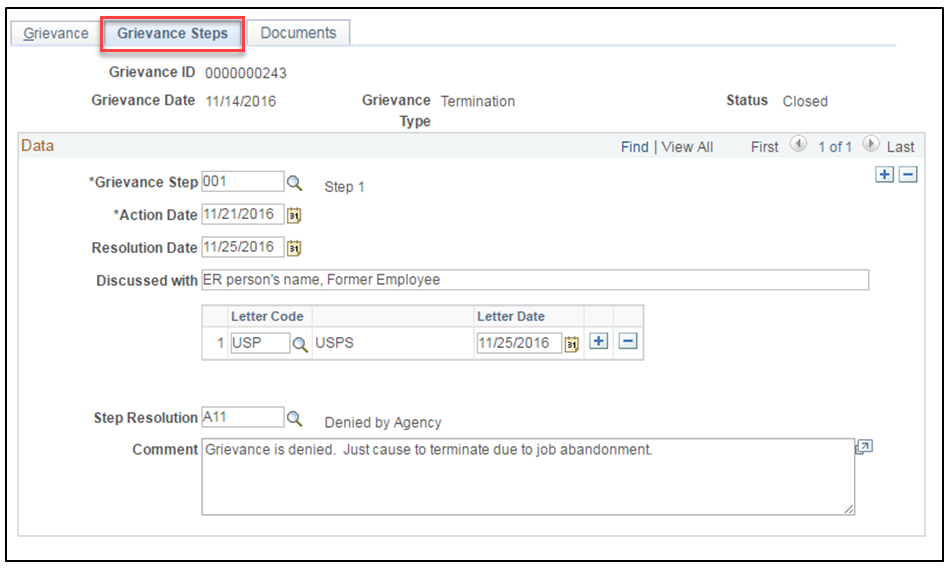 Grievance Grievance Steps Documents
Grievance ID 0000000243
Grievance Date 11/14/2016 Grievance Type Termination Status Closed
Data Find | View All First 1 of 1 Last
*Grievance Step 001 Step 1
*Action Date 11/21/2016 31
Resolution Date 11/25/2016 31
Discussed with ER person's name, Former Employee
Letter Code Letter Date
1 USP USPS 11/25/2016 31
Step Resolution A11 Denied by Agency
Comment Grievance is denied.  Just cause to terminate due to job abandonment.